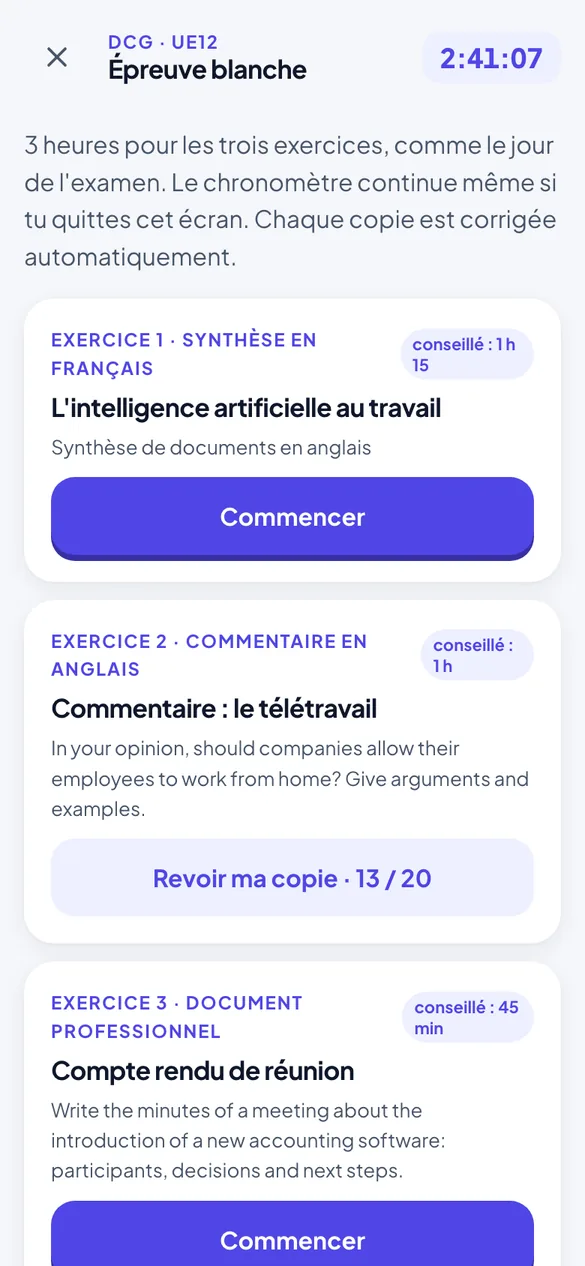 DCG · UE12
Épreuve blanche
2:41:07
3 heures pour les trois exercices, comme le jour
de l'examen. Le chronomètre continue même si
tu quittes cet écran. Chaque copie est corrigée
automatiquement.
EXERCICE 1 · SYNTHÈSE EN
FRANÇAIS
conseillé : 1 h
15
L'intelligence artificielle au travail
Synthèse de documents en anglais
Commencer
EXERCICE 2 · COMMENTAIRE EN
ANGLAIS
conseillé :
1 h
Commentaire : le télétravail
In your opinion, should companies allow their
employees to work from home? Give arguments and
examples.
Revoir ma copie · 13 / 20
EXERCICE 3 · DOCUMENT
PROFESSIONNEL
conseillé : 45
min
Compte rendu de réunion
Write the minutes of a meeting about the
introduction of a new accounting software:
participants, decisions and next steps.
Commencer